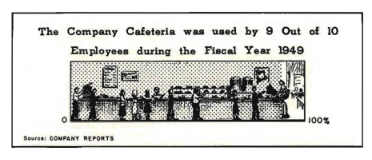 The Company Cafeteria was used by 9 Out of 10
Employees during the Fiscal Year 1949
0 100%
Source: COMPANY REPORTS